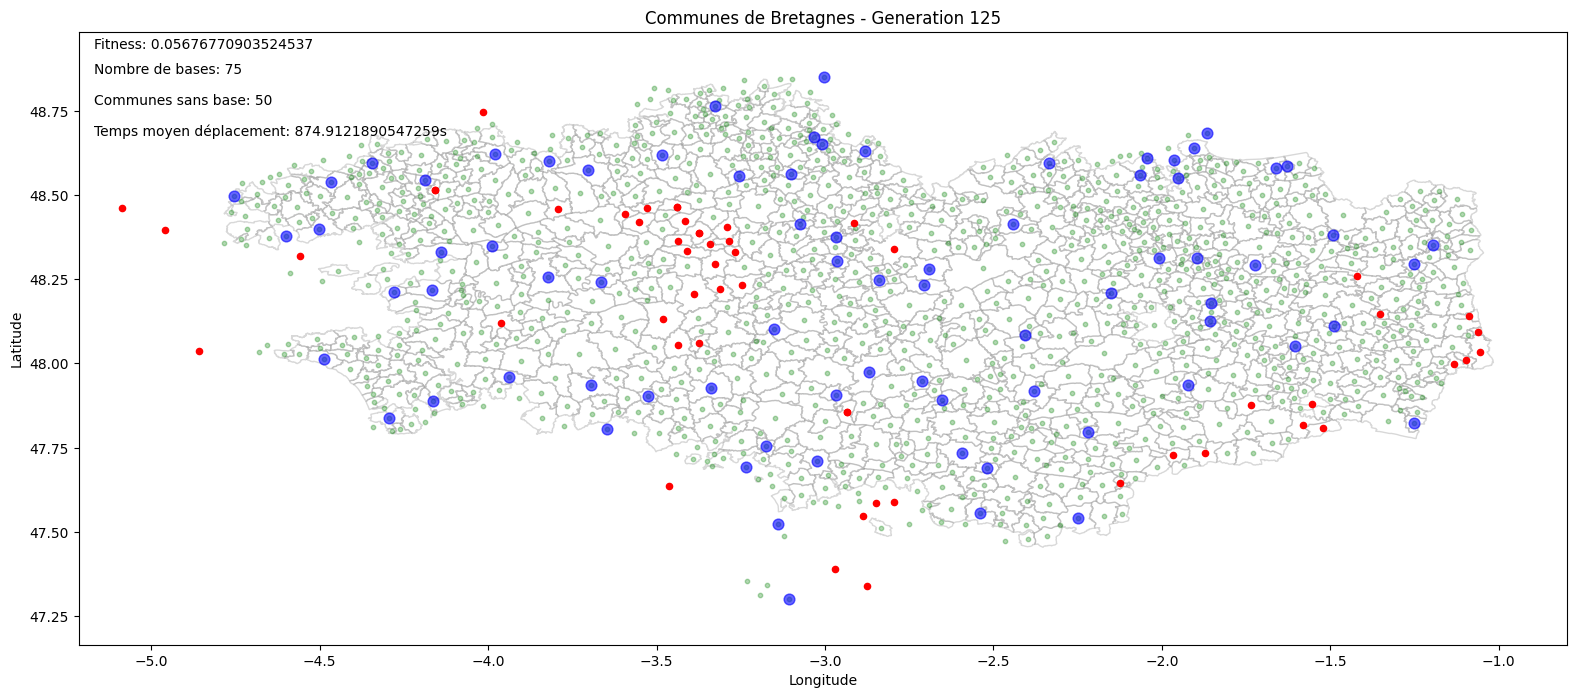 Communes de Bretagnes - Generation 125
Fitness: 0.05676770903524537
Nombre de bases: 75
Communes sans base: 50
Temps moyen déplacement: 874.9121890547259s
Latitude
48.75
48.50
48.25
48.00
47.75
47.50
47.25
−5.0 −4.5 −4.0 −3.5 −3.0 −2.5 −2.0 −1.5 −1.0
Longitude